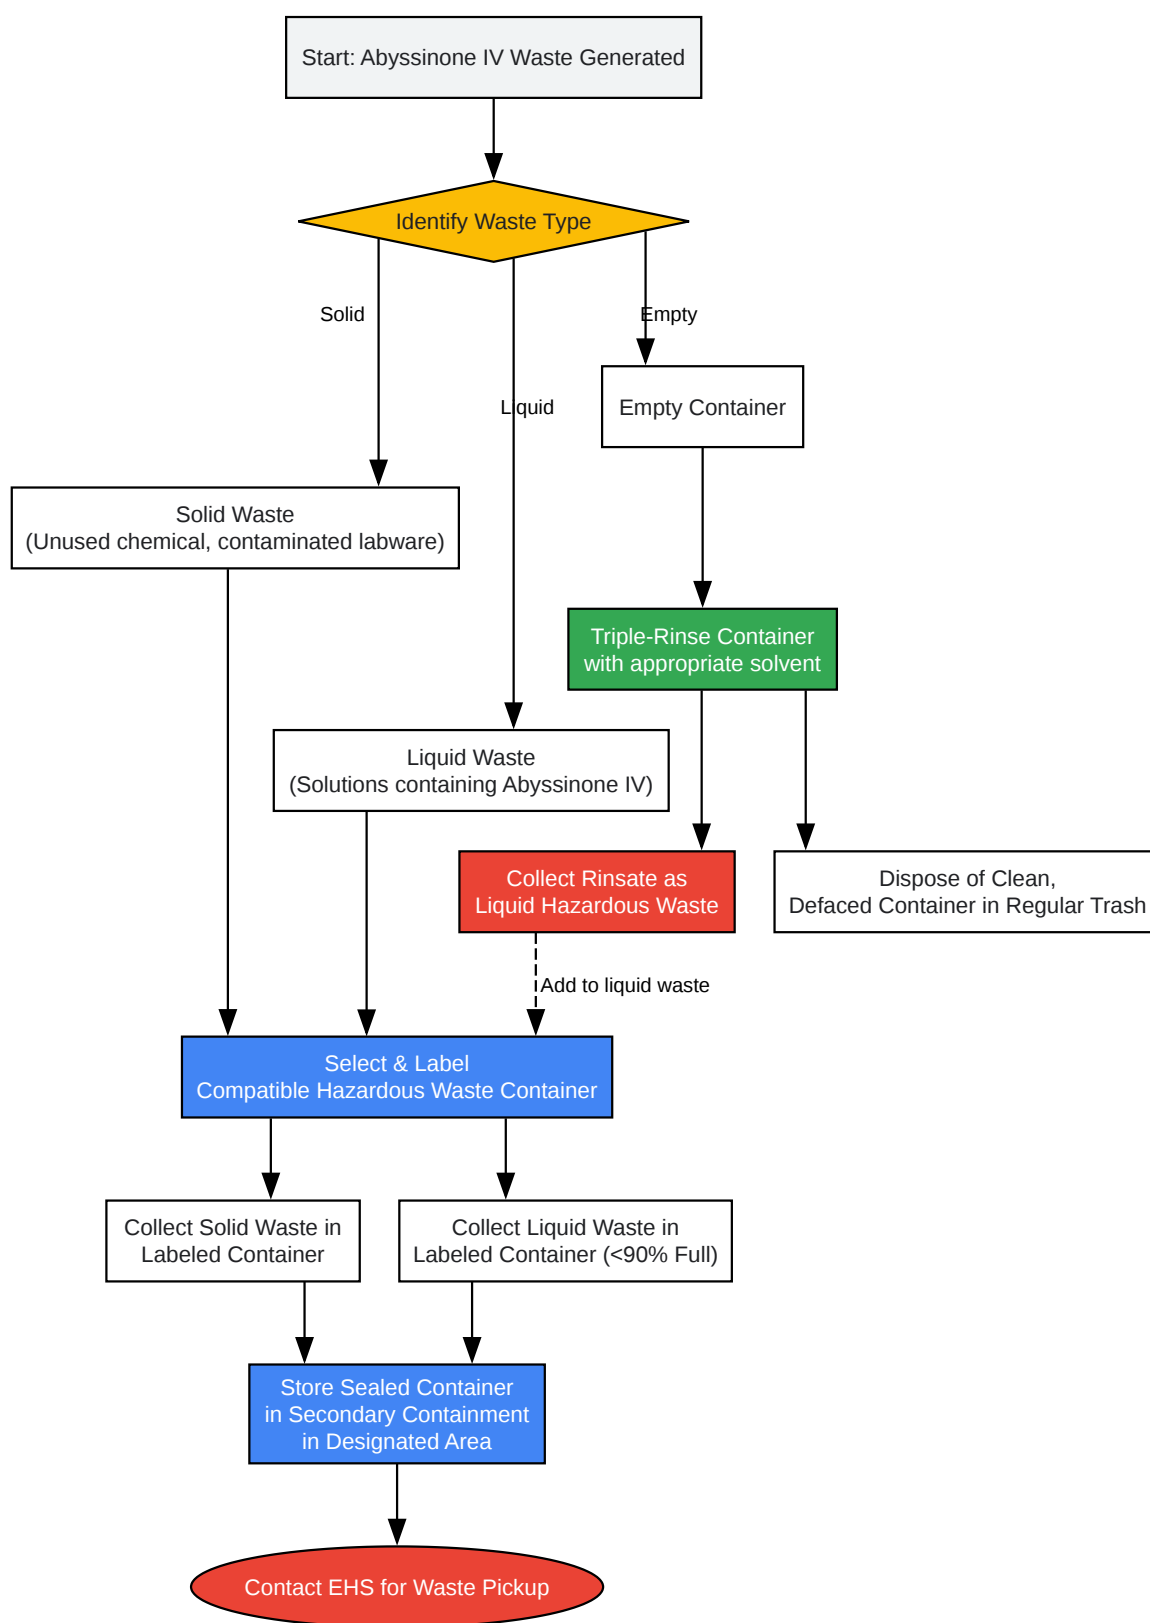 Start: Abyssinone IV Waste Generated
Identify Waste Type
Solid
Empty
Liquid
Empty Container
Solid Waste
(Unused chemical, contaminated labware)
Triple-Rinse Container
with appropriate solvent
Liquid Waste
(Solutions containing Abyssinone IV)
Collect Rinsate as
Liquid Hazardous Waste
Dispose of Clean,
Defaced Container in Regular Trash
Add to liquid waste
Select & Label
Compatible Hazardous Waste Container
Collect Solid Waste in
Labeled Container
Collect Liquid Waste in
Labeled Container (<90% Full)
Store Sealed Container
in Secondary Containment
in Designated Area
Contact EHS for Waste Pickup